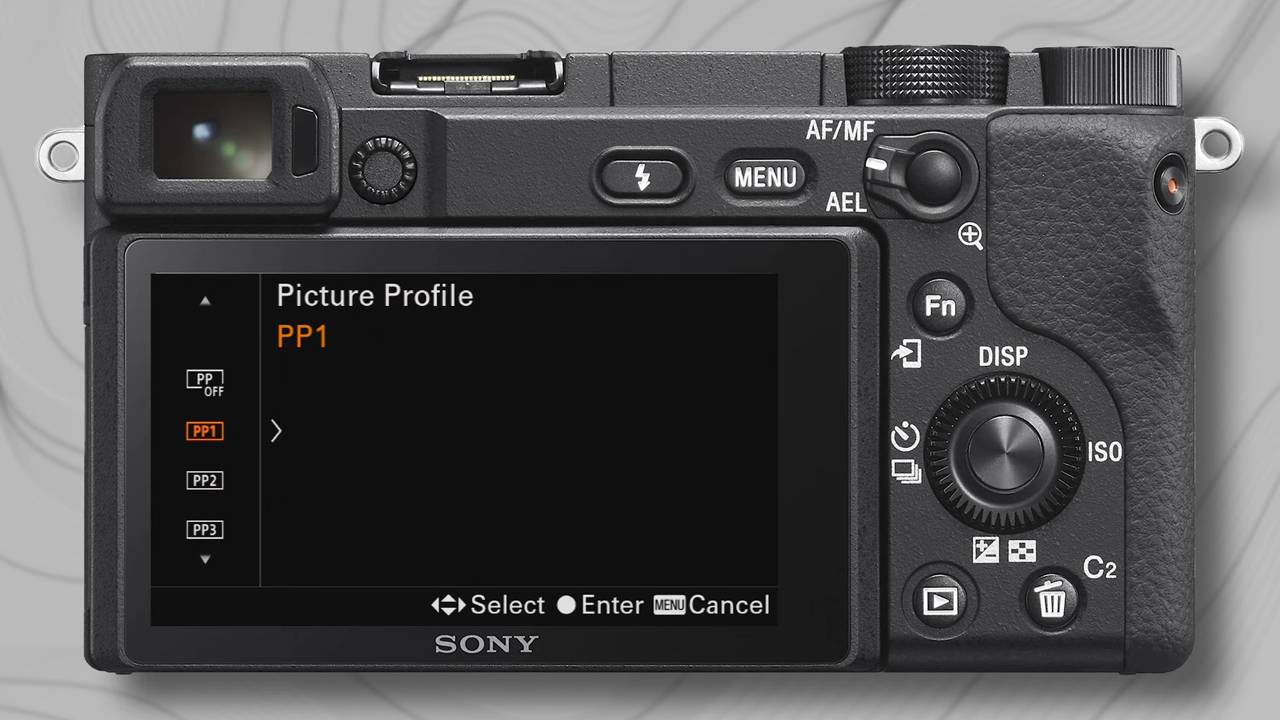 AF/MF
MENU
AEL
Fn
DISP
ISO
C2
Picture Profile
PP1
PP
OFF
PP1
PP2
PP3
Select Enter MENU Cancel
SONY